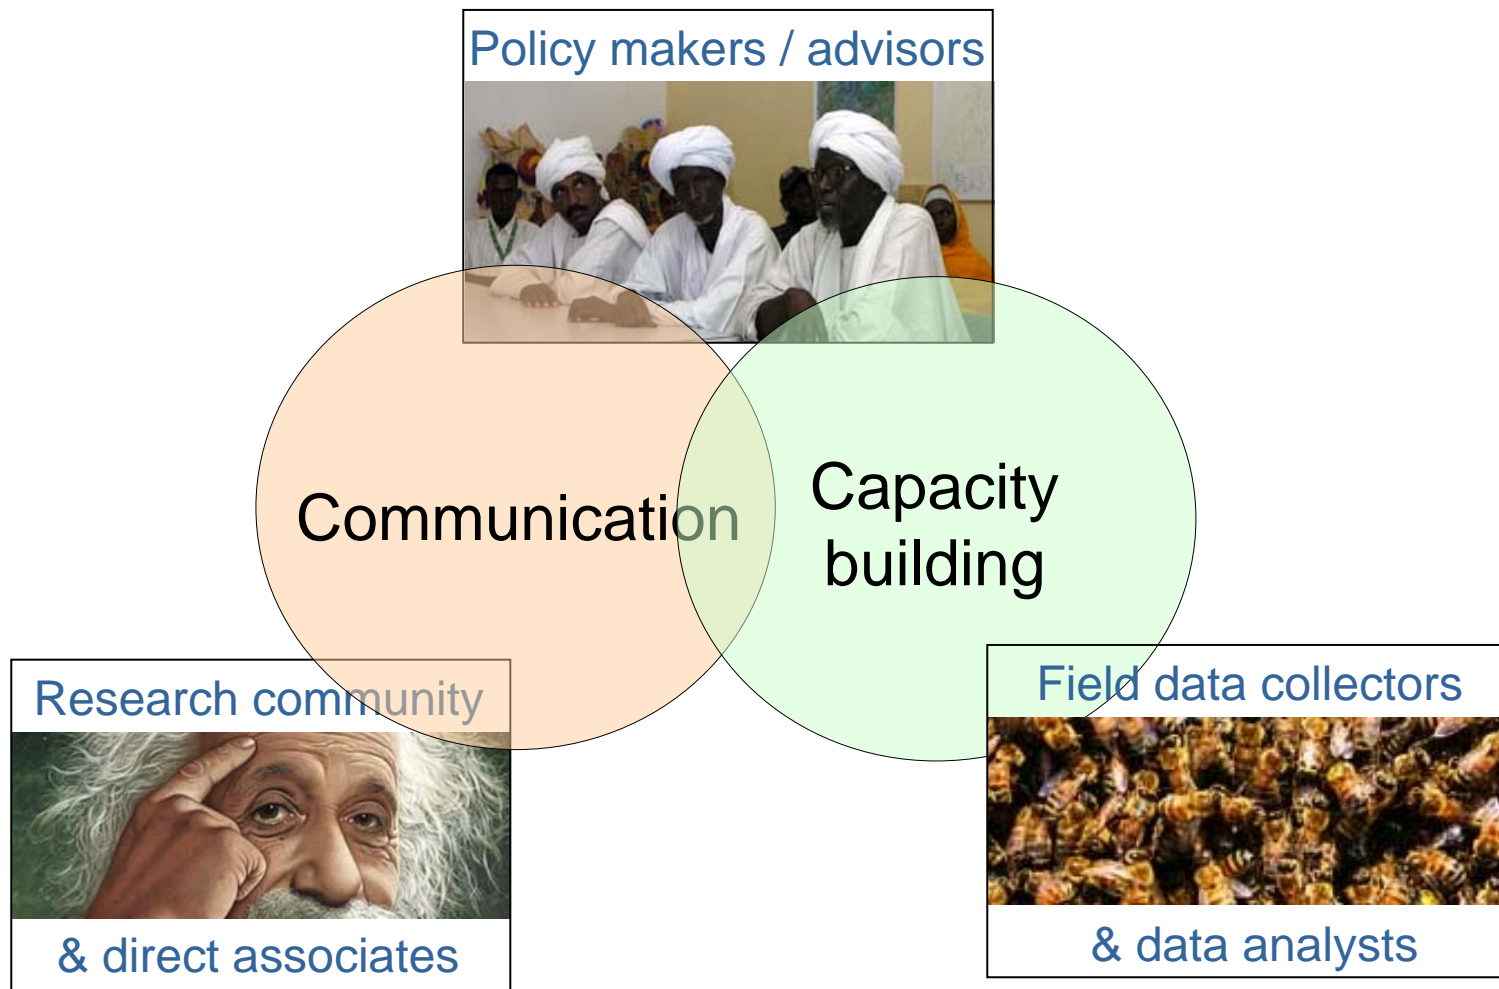 Policy makers / advisors
Communication
Capacity
building
Research community
& direct associates
Field data collectors
& data analysts